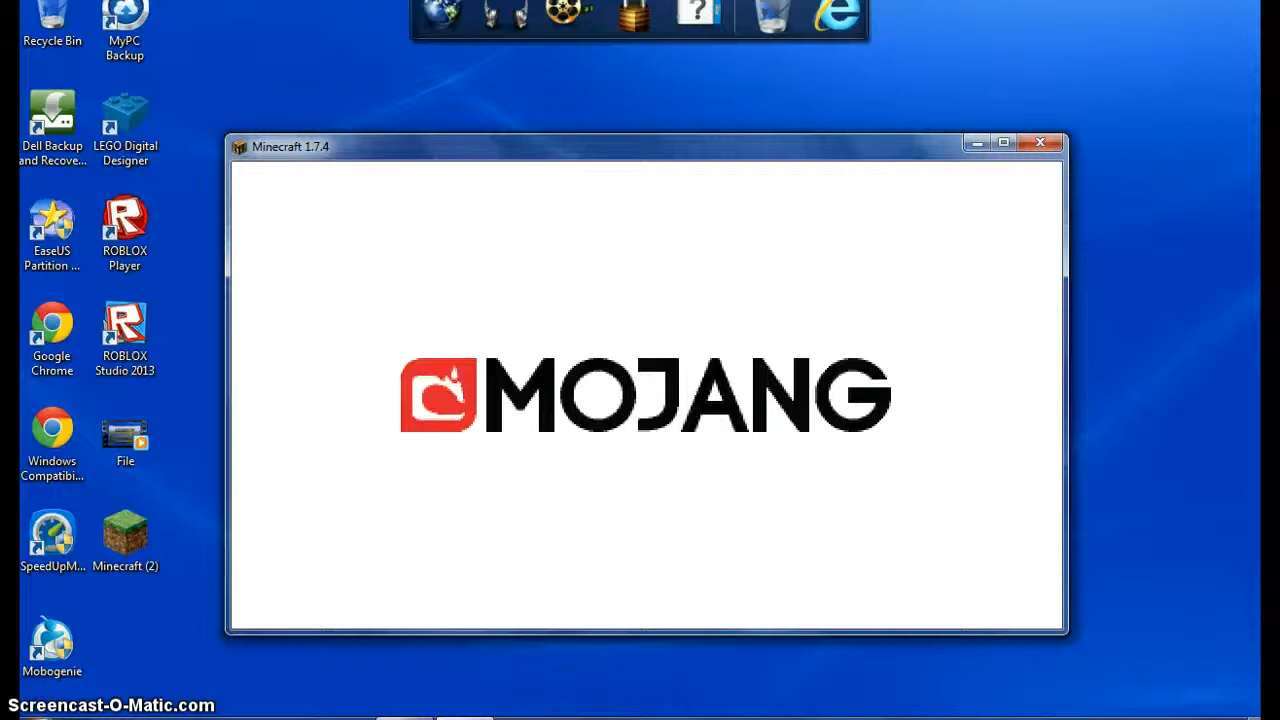 Recycle Bin
MyPC
Backup
Dell Backup
and Recove...
LEGO Digital
Designer
EaseUS
Partition ...
ROBLOX
Player
Google
Chrome
ROBLOX
Studio 2013
Windows
Compatibi...
File
SpeedUpM...
Minecraft (2)
Mobogenie
?
Minecraft 1.7.4
MOJANG
Screencast-O-Matic.com